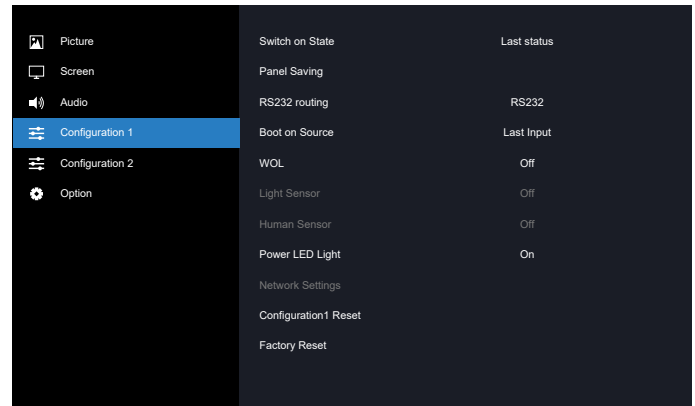 Picture
Screen
Audio
Configuration 1
Configuration 2
Option
Switch on State Last status
Panel Saving
RS232 routing RS232
Boot on Source Last Input
WOL Off
Light Sensor Off
Human Sensor Off
Power LED Light On
Network Settings
Configuration1 Reset
Factory Reset